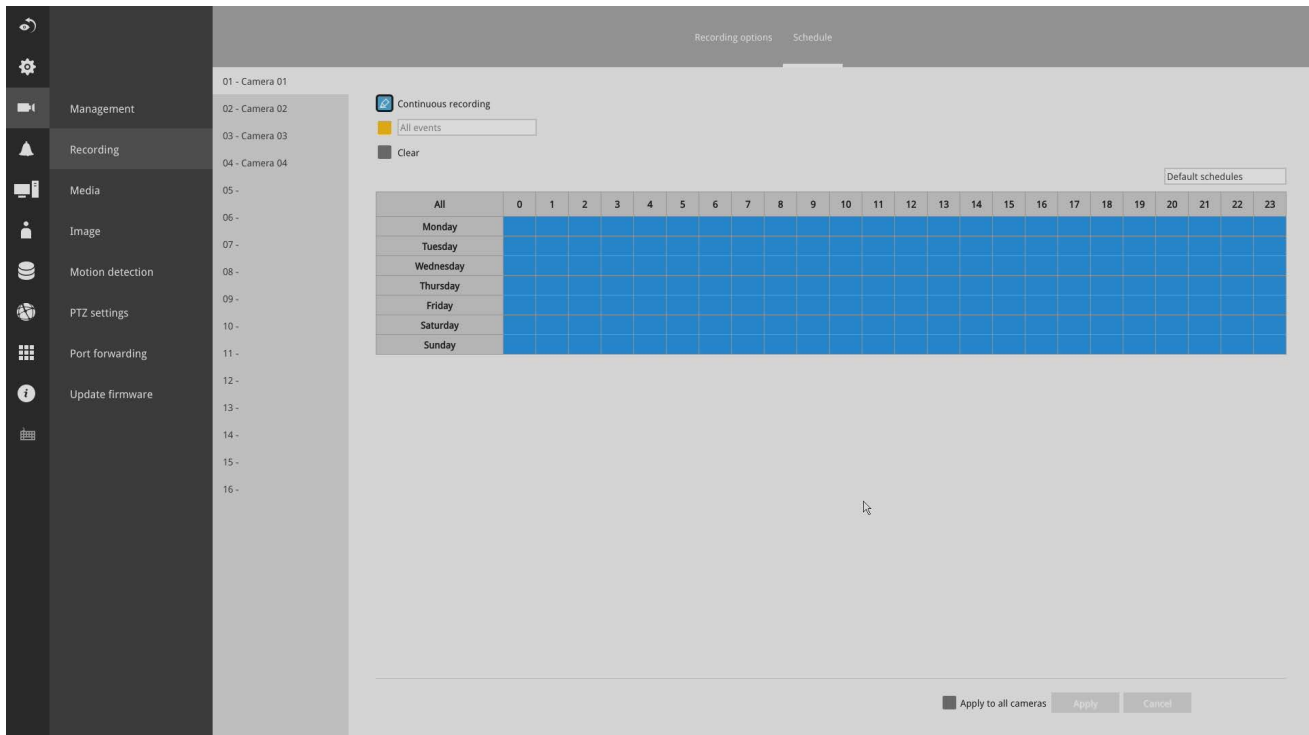 Recording options Schedule
Management
Recording
Media
Image
Motion detection
PTZ settings
Port forwarding
Update firmware
01 - Camera 01
02 - Camera 02
03 - Camera 03
04 - Camera 04
05 -
06 -
07 -
08 -
09 -
10 -
11 -
12 -
13 -
14 -
15 -
16 -
Continuous recording
All events
Clear
Default schedules
All 0 1 2 3 4 5 6 7 8 9 10 11 12 13 14 15 16 17 18 19 20 21 22 23
Monday
Tuesday
Wednesday
Thursday
Friday
Saturday
Sunday
Apply to all cameras Apply Cancel